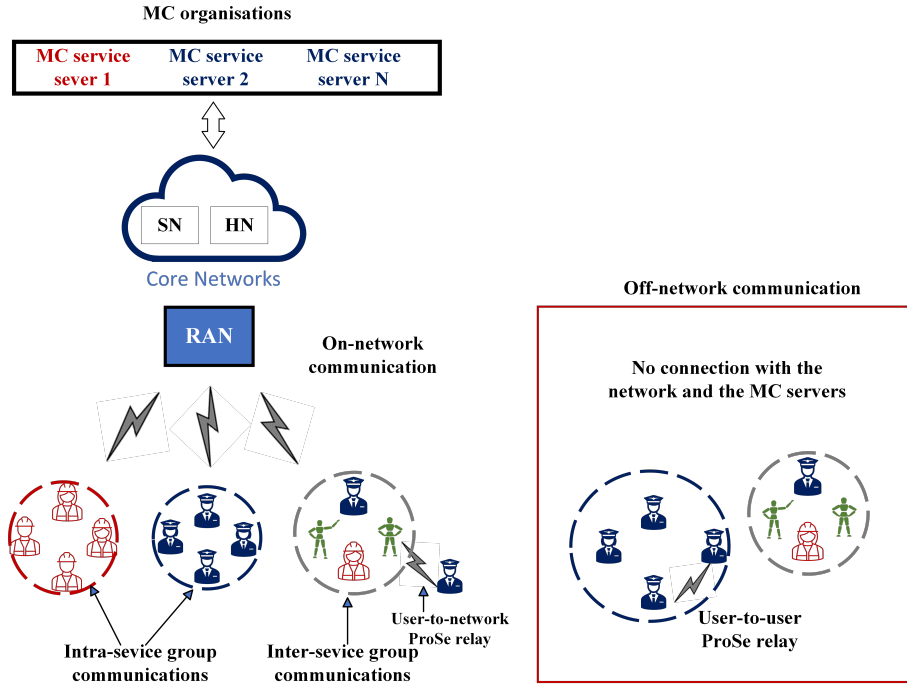 MC organisations
MC service
sever 1
MC service
server 2
MC service
server N
SN
HN
Core Networks
RAN
On-network
communication
Intra-sevice group
communications
Inter-sevice group
communications
User-to-network
ProSe relay
Off-network communication
No connection with the
network and the MC servers
User-to-user
ProSe relay